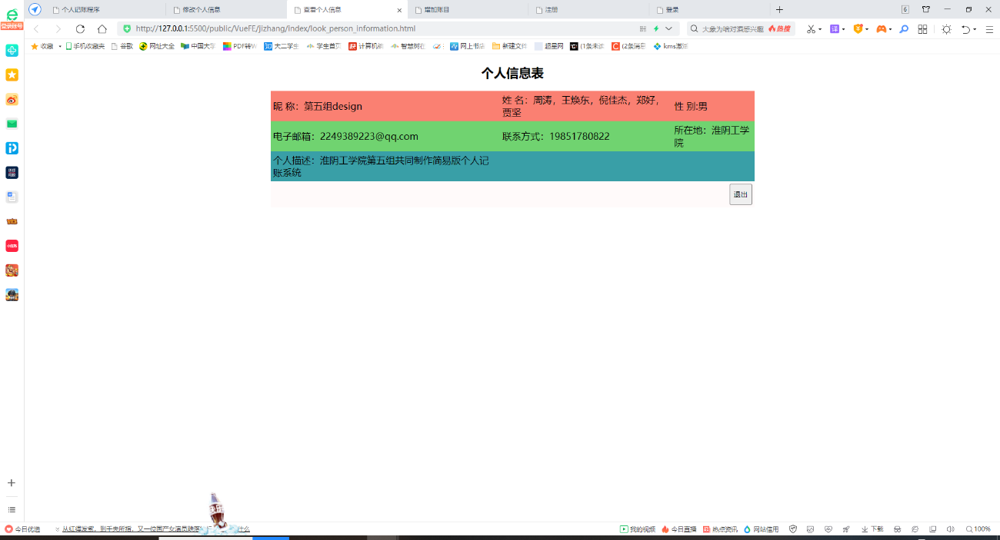 个人记账程序
修改个人信息
查看个人信息
增加账目
注册
登录
6
登录账号
http://127.0.0.1:5500/public/VueFE/Jizhang/index/look_person_information.html
大象为啥对酒感兴趣
热搜
收藏
手机收藏夹
谷歌
网址大全
中国大学
PDF转W
大二学生
学生首页
计算机编
智慧树在
网上书店
新建文件
超星网
(1条未读
(2条消息
kms激活
个人信息表
昵 称：第五组design
姓 名：周涛，王焕东，倪佳杰，郑好，
贾坚
性 别:男
电子邮箱：2249389223@qq.com
联系方式：19851780822
所在地：淮阴工学
院
个人描述：淮阴工学院第五组共同制作简易版个人记
账系统
退出
今日优选
从红得发紫，到千夫所指，又一位国产女演员跌落
什么
我的视频
今日直播
热点资讯
网站信用
下载
100%